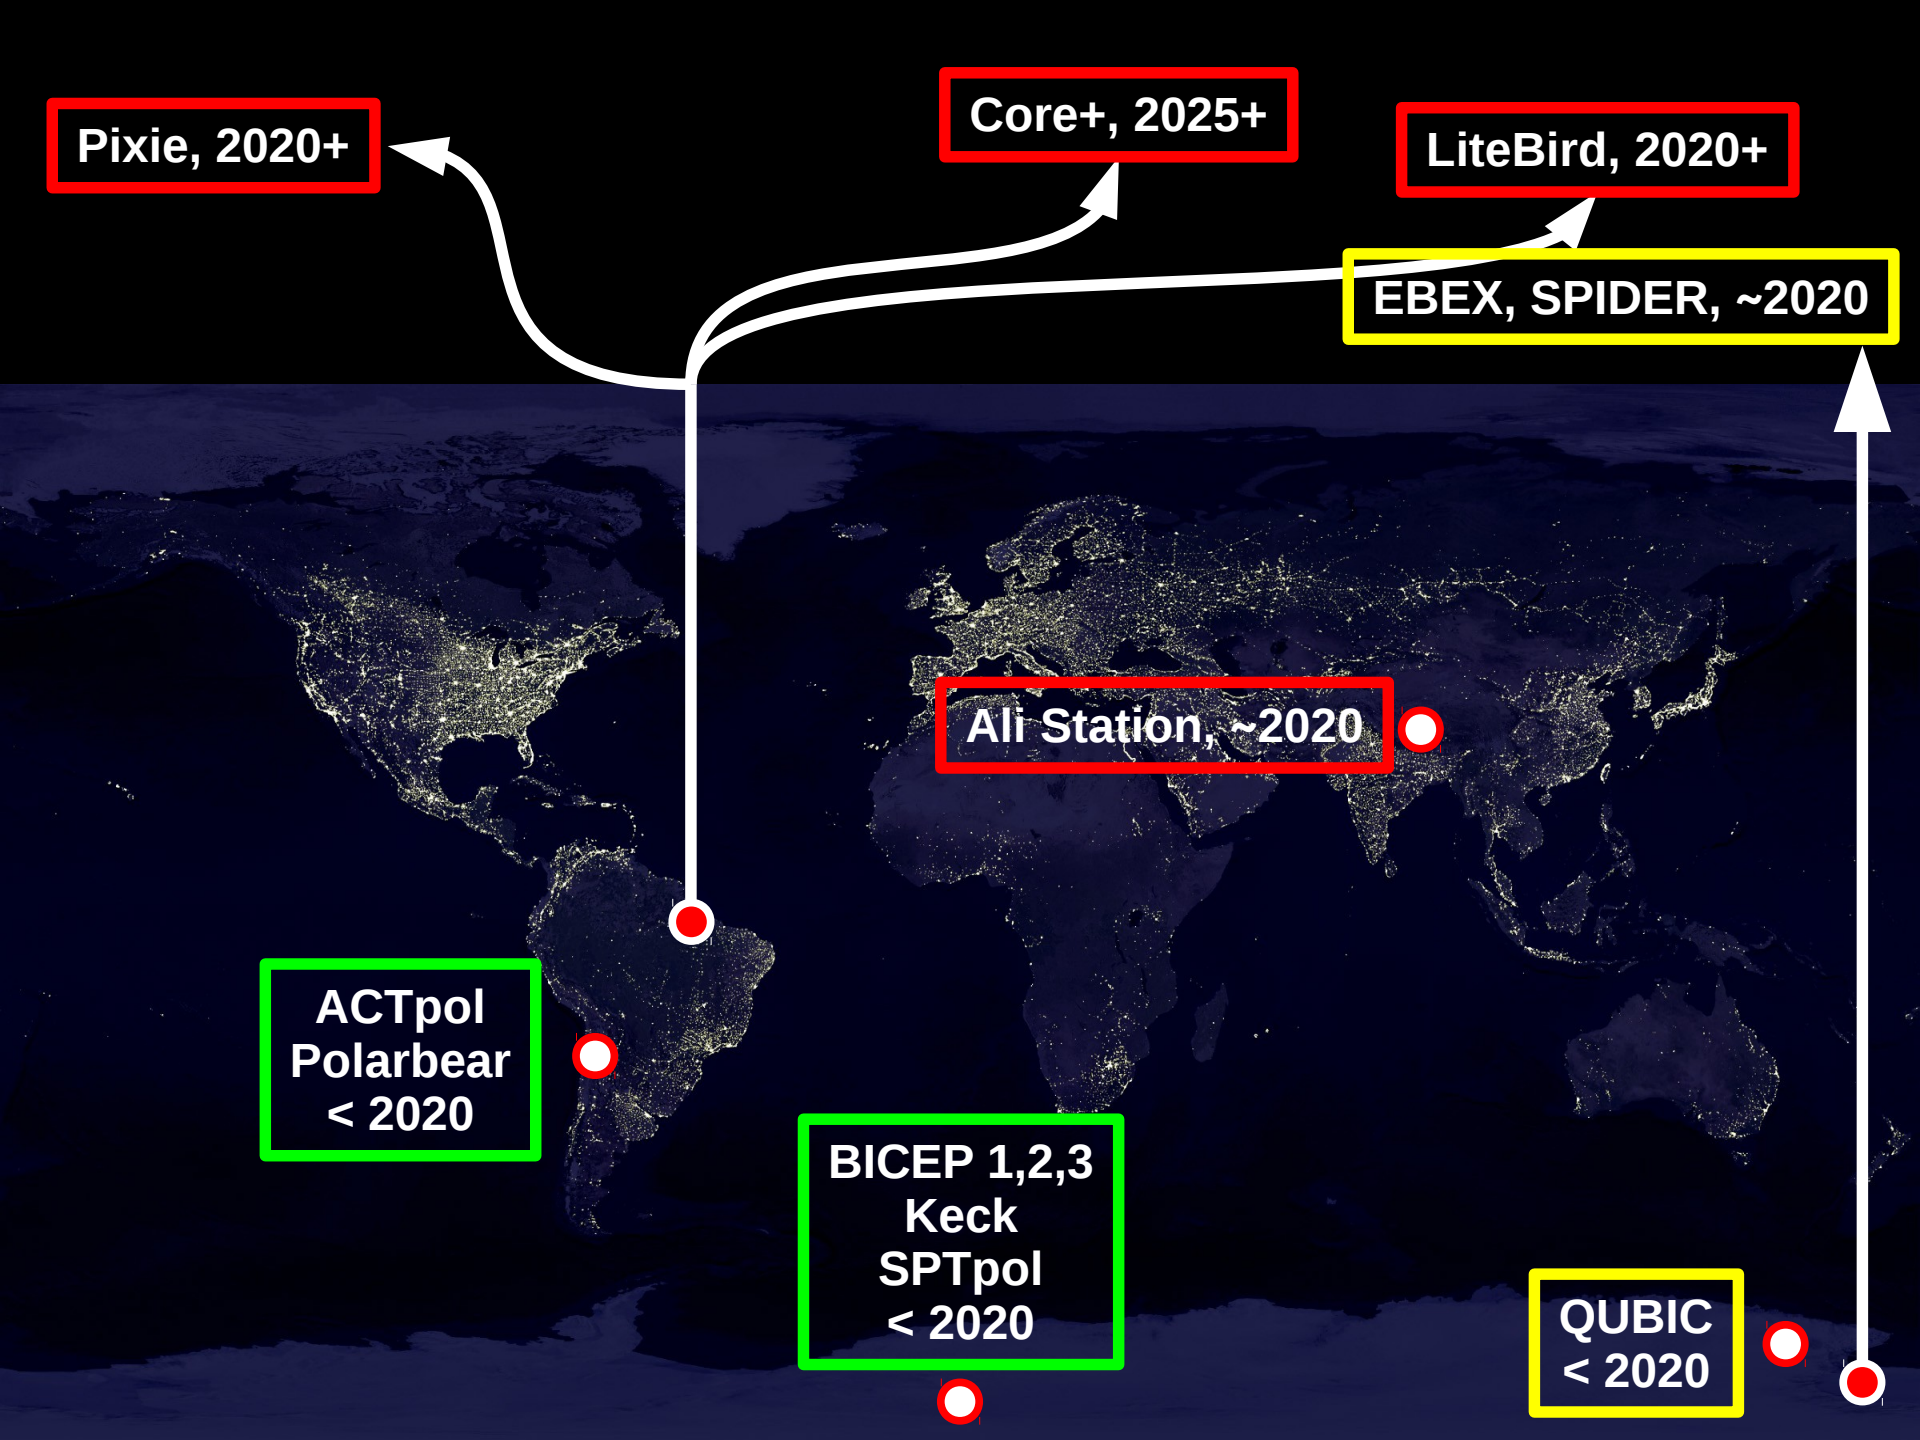 Pixie, 2020+
Core+, 2025+
LiteBird, 2020+
EBEX, SPIDER, ~2020
Ali Station, ~2020
ACTpol
Polarbear
< 2020
BICEP 1,2,3
Keck
SPTpol
< 2020
QUBIC
< 2020